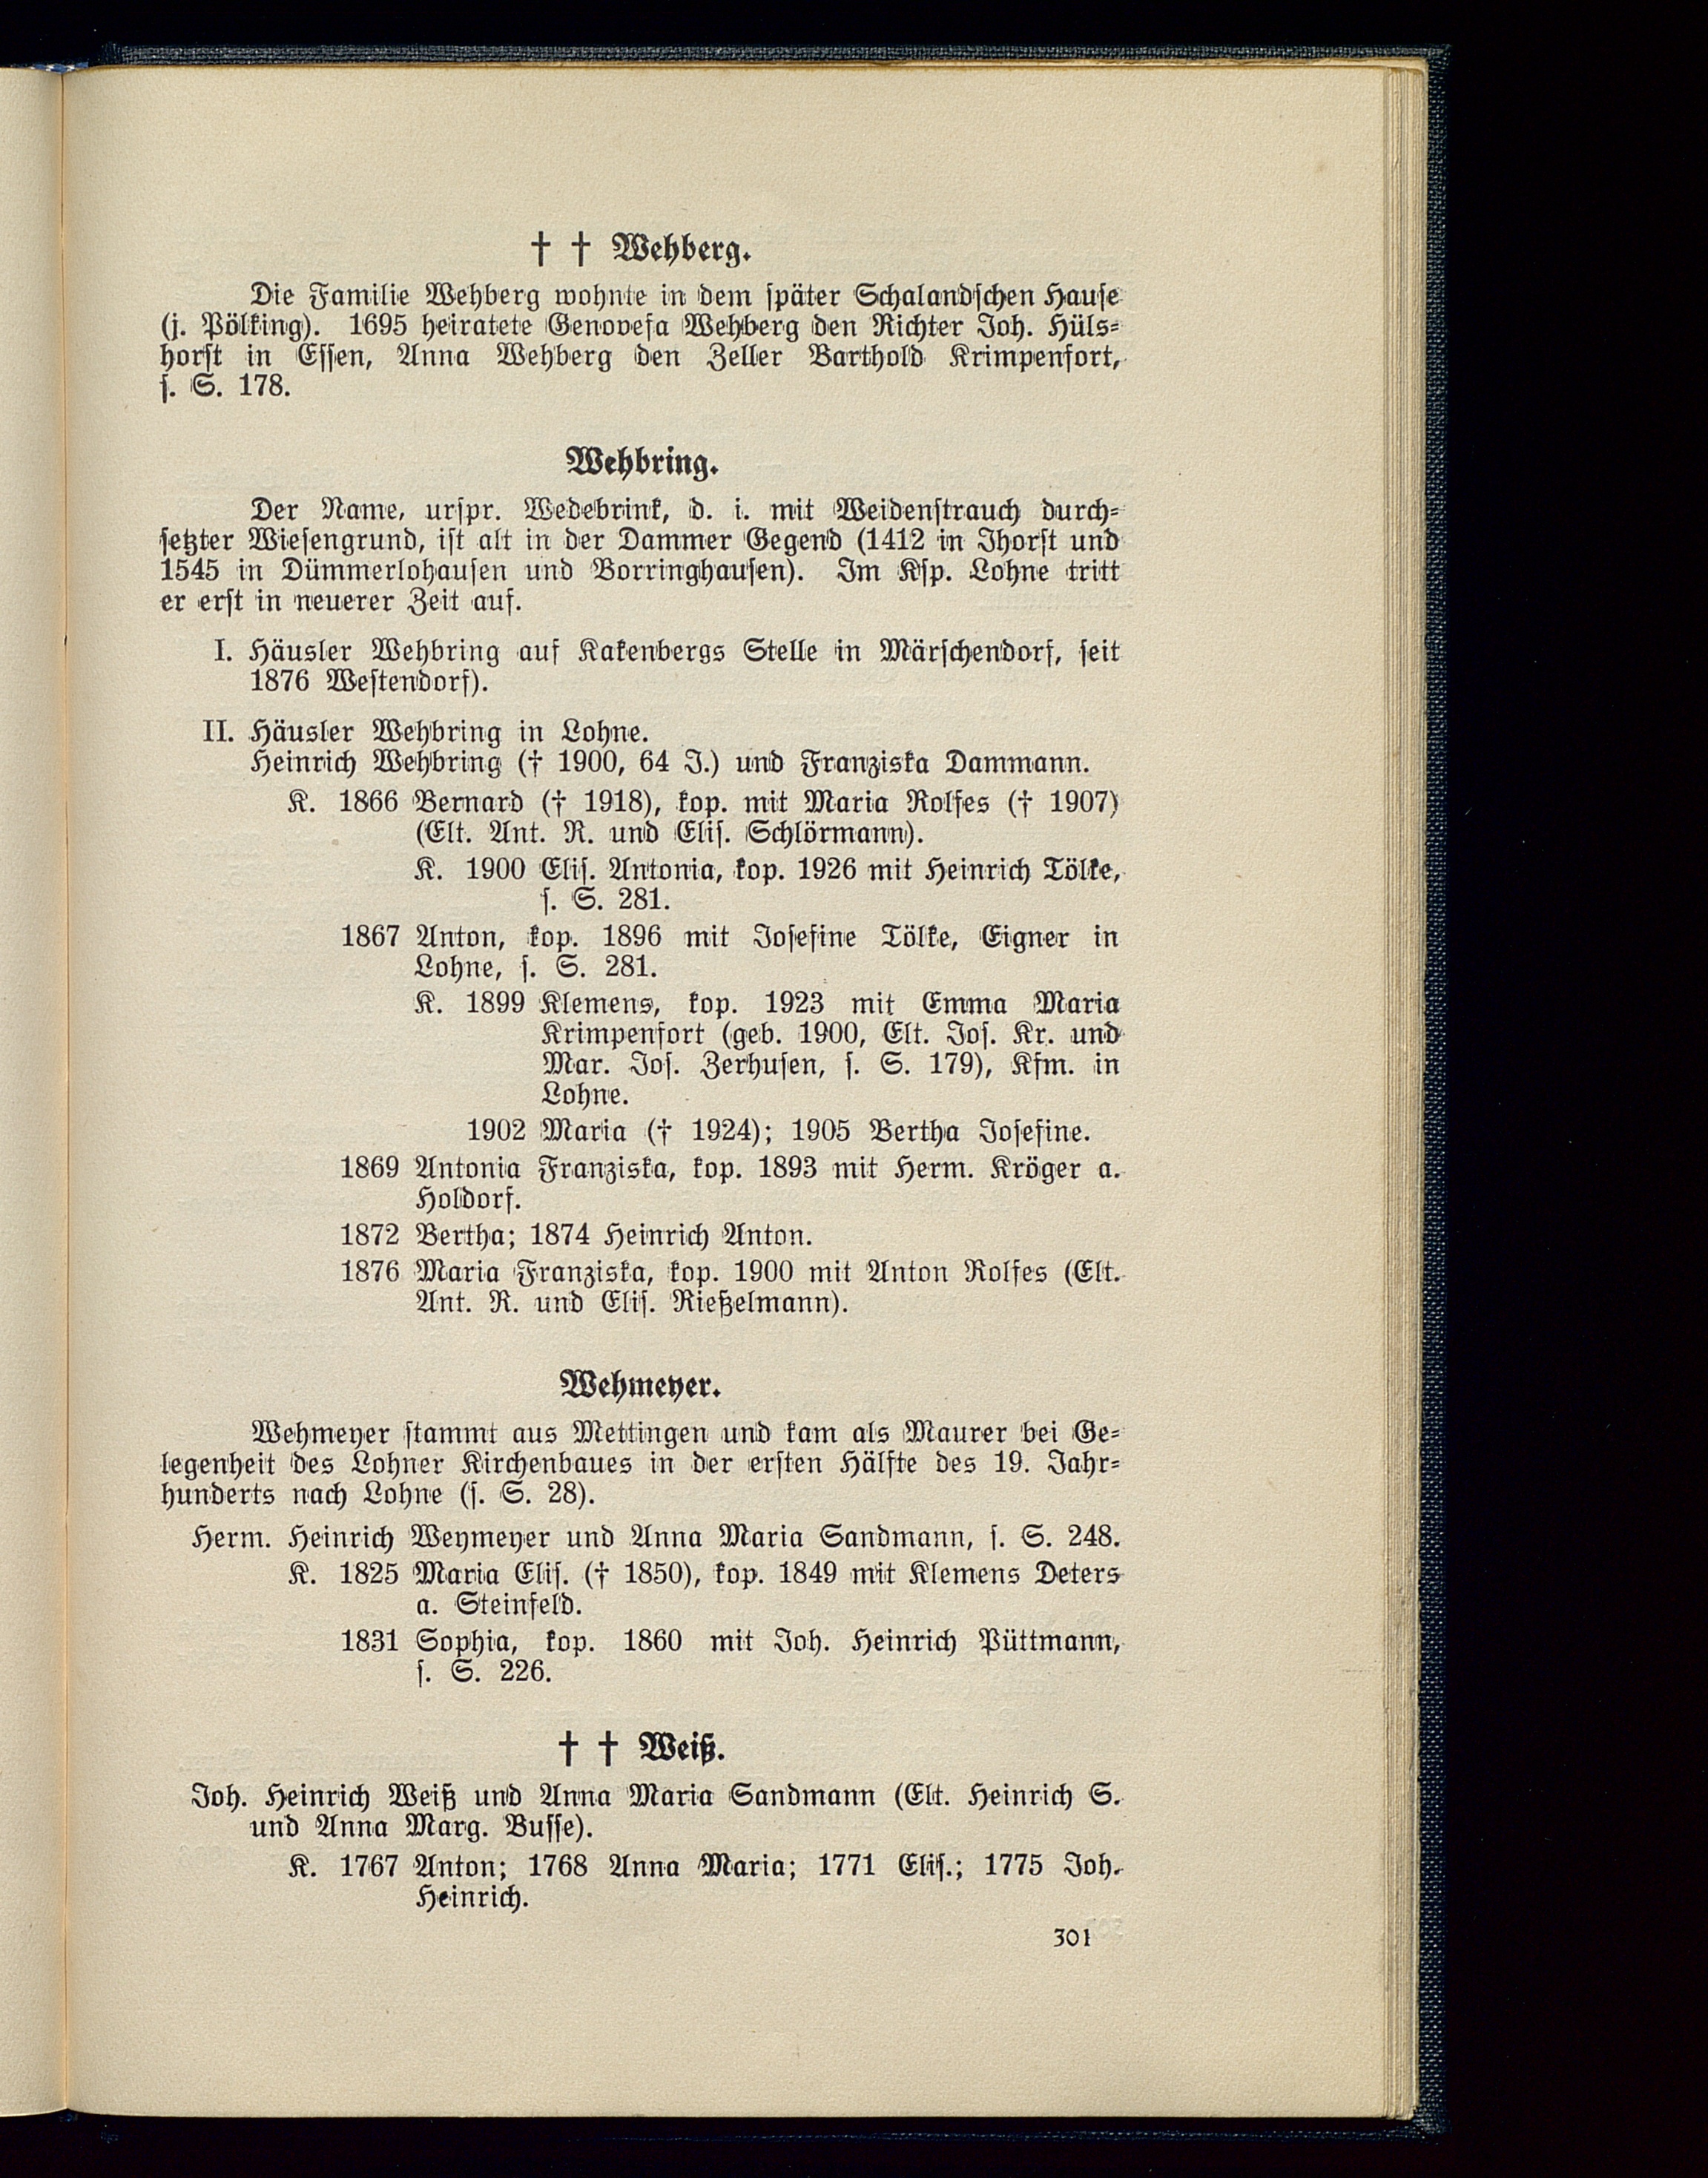 † † Wehberg.
Die Familie Wehberg wohnte in dem später Schalandschen Hause
(j. Pölking). 1695 heiratete Genovefa Wehberg den Richter Joh. Hüls-
horst in Essen, Anna Wehberg den Zeller Barthold Krimpenfort,
s. S. 178.
Wehbring.
Der Name, urspr. Wedebrink, d. i. mit Weidenstrauch durch-
setzter Wiesengrund, ist alt in der Dammer Gegend (1412 in Ihorst und
1545 in Dümmerlohausen und Borringhausen). Im Ksp. Lohne tritt
er erst in neuerer Zeit auf.
I. Häusler Wehbring auf Kakenbergs Stelle in Märschendorf, seit
1876 Westendorf).
II. Häusler Wehbring in Lohne.
Heinrich Wehbring († 1900, 64 J.) und Franziska Dammann.
K. 1866 Bernard († 1918), kop. mit Maria Rolfes († 1907)
(Elt. Ant. R. und Elis. Schlörmann).
K. 1900 Elis. Antonia, kop. 1926 mit Heinrich Tölke,
s. S. 281.
1867 Anton, kop. 1896 mit Josefine Tölke, Eigner in
Lohne, s. S. 281.
K. 1899 Klemens, kop. 1923 mit Emma Maria
Krimpenfort (geb. 1900, Elt. Jos. Kr. und
Mar. Jos. Zerhusen, s. S. 179), Kfm. in
Lohne.
1902 Maria († 1924); 1905 Bertha Josefine.
1869 Antonia Franziska, kop. 1893 mit Herm. Kröger a.
Holdorf.
1872 Bertha; 1874 Heinrich Anton.
1876 Maria Franziska, kop. 1900 mit Anton Rolfes (Elt.
Ant. R. und Elis. Rießelmann).
Wehmeyer.
Wehmeyer stammt aus Mettingen und kam als Maurer bei Ge-
legenheit des Lohner Kirchenbaues in der ersten Hälfte des 19. Jahr-
hunderts nach Lohne (s. S. 28).
Herm. Heinrich Weymeyer und Anna Maria Sandmann, s. S. 248.
K. 1825 Maria Elis. († 1850), kop. 1849 mit Klemens Deters
a. Steinfeld.
1831 Sophia, kop. 1860 mit Joh. Heinrich Püttmann,
s. S. 226.
† † Weiß.
Joh. Heinrich Weiß und Anna Maria Sandmann (Elt. Heinrich S.
und Anna Marg. Busse).
K. 1767 Anton; 1768 Anna Maria; 1771 Elis.; 1775 Joh.
Heinrich.
301